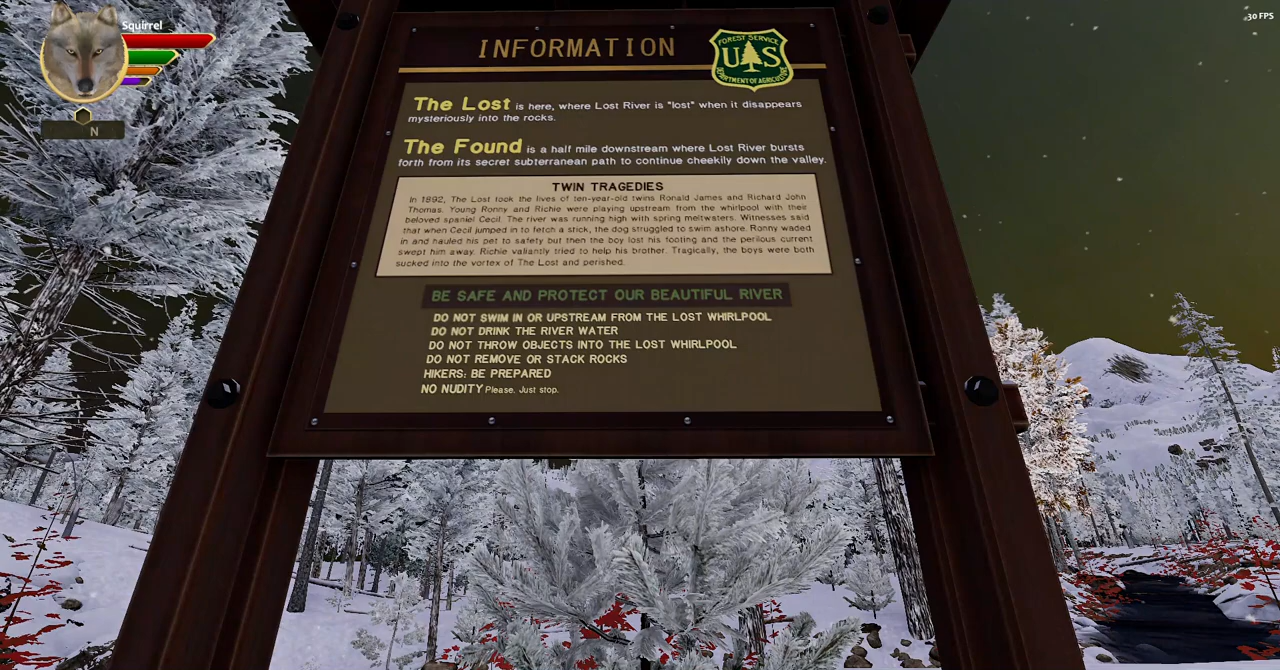 Squirrel
30 FPS
N
INFORMATION
FOREST SERVICE
U S
DEPARTMENT OF AGRICULTURE
The Lost is here, where Lost River is "lost" when it disappears
mysteriously into the rocks.
The Found is a half mile downstream where Lost River bursts
forth from its secret subterranean path to continue cheekily down the valley.
TWIN TRAGEDIES
In 1892, The Lost took the lives of ten-year-old twins Ronald James and Richard John
Thomas. Young Ronny and Richie were playing upstream from the whirlpool with their
beloved spaniel Cecil. The river was running high with spring meltwaters. Witnesses said
that when Cecil jumped in to fetch a stick, the dog struggled to swim ashore. Ronny waded
in and hauled his pet to safety but then the boy lost his footing and the perilous current
swept him away. Richie valiantly tried to help his brother. Tragically, the boys were both
sucked into the vortex of The Lost and perished.
BE SAFE AND PROTECT OUR BEAUTIFUL RIVER
DO NOT SWIM IN OR UPSTREAM FROM THE LOST WHIRLPOOL
DO NOT DRINK THE RIVER WATER
DO NOT THROW OBJECTS INTO THE LOST WHIRLPOOL
DO NOT REMOVE OR STACK ROCKS
HIKERS: BE PREPARED
NO NUDITY Please. Just stop.